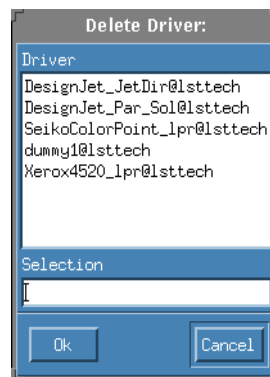 Delete Driver:
Driver
DesignJet_JetDir@lsttech
DesignJet_Par_Sol@lsttech
SeikoColorPoint_lpr@lsttech
dummy1@lsttech
Xerox4520_lpr@lsttech
Selection
Ok Cancel